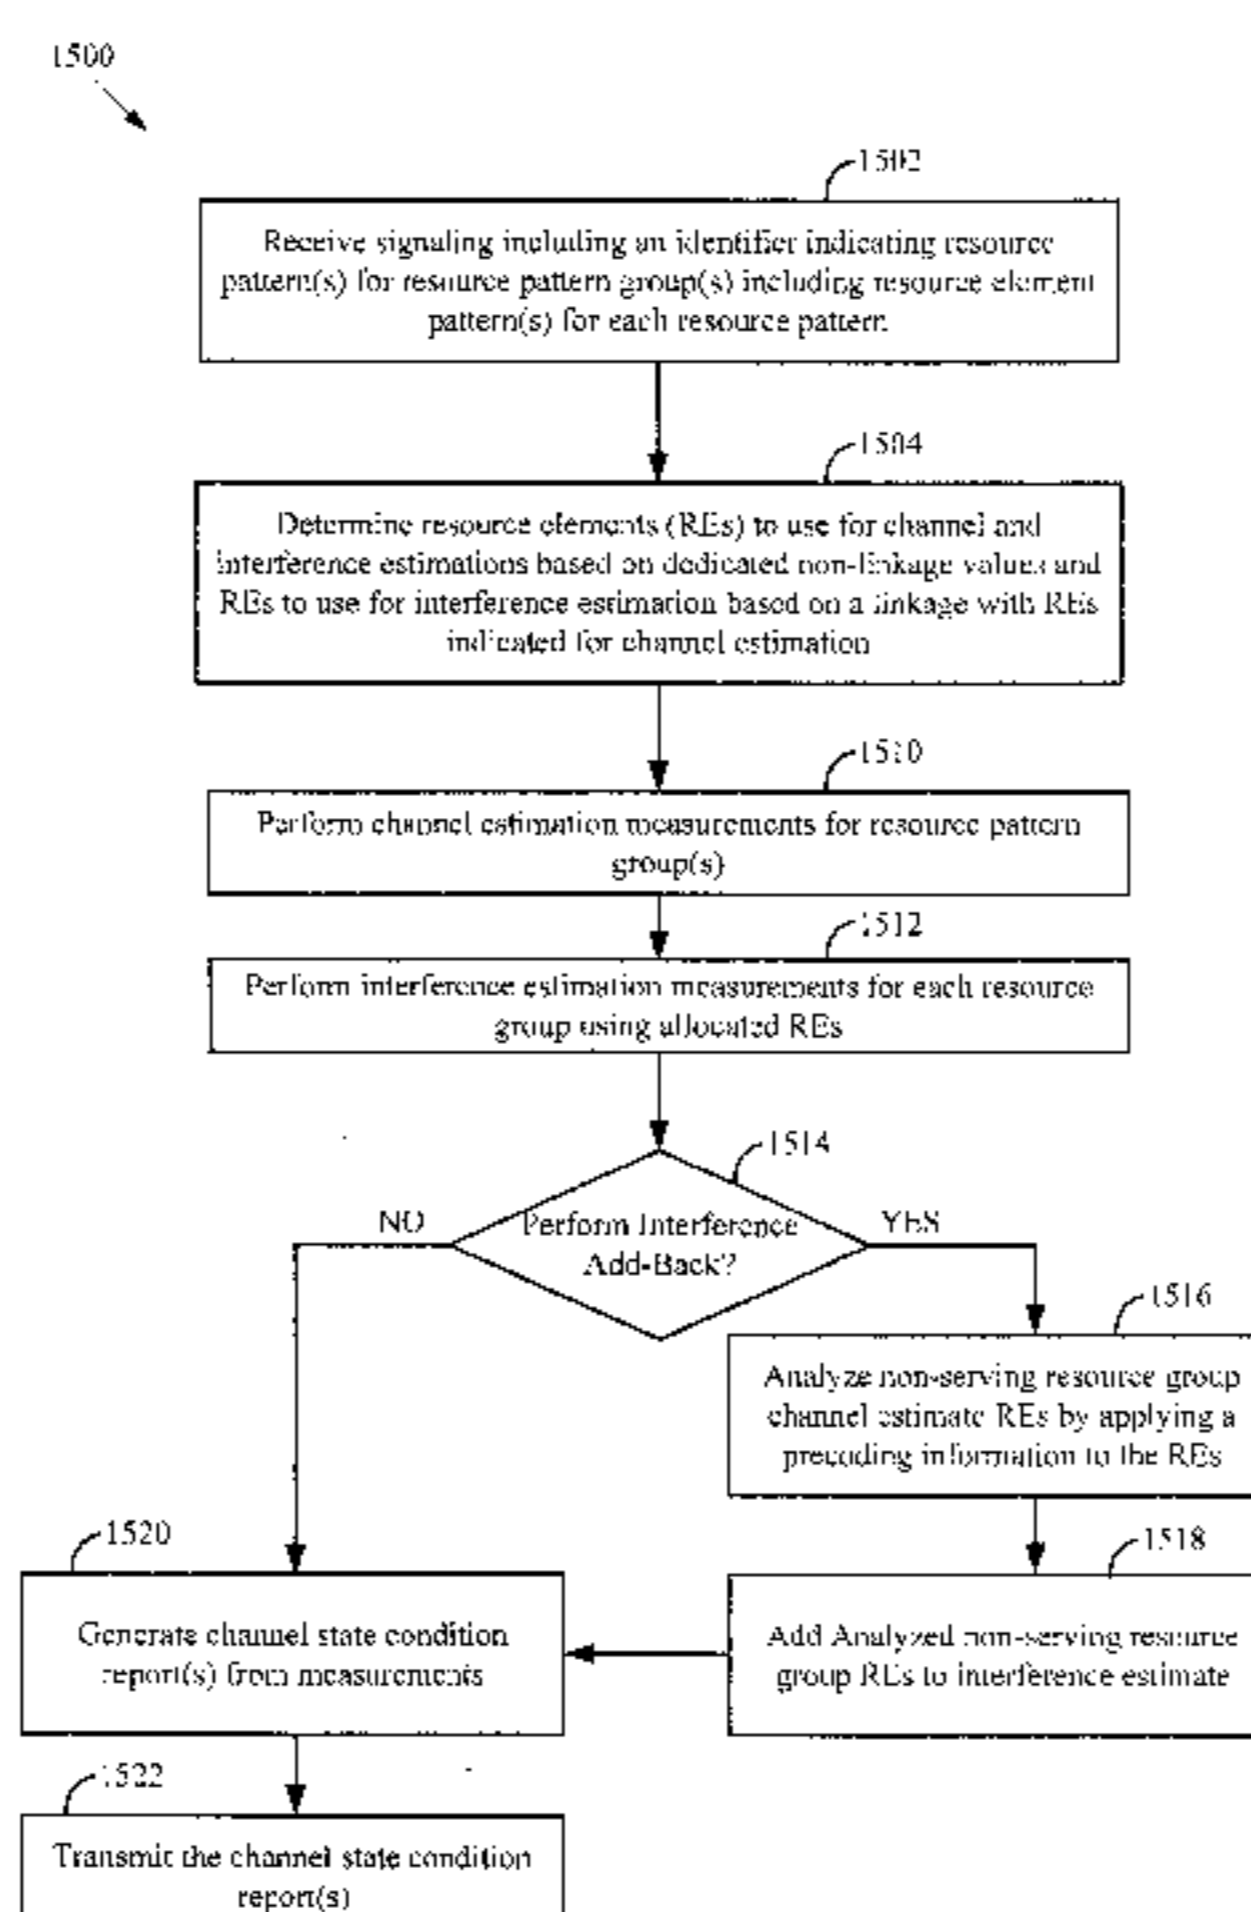 1500
1502
Receive signaling including an identifier indicating resource
pattern(s) for resource pattern group(s) including resource element
pattern(s) for each resource pattern
1504
Determine resource elements (REs) to use for channel and
interference estimations based on dedicated non-linkage values and
REs to use for interference estimation based on a linkage with REs
indicated for channel estimation
1510
Perform channel estimation measurements for resource pattern
group(s)
1512
Perform interference estimation measurements for each resource
group using allocated REs
1514
NO
Perform Interference
Add-Back?
YES
1516
Analyze non-serving resource group
channel estimate REs by applying a
precoding information to the REs
1518
Add Analyzed non-serving resource
group REs to interference estimate
1520
Generate channel state condition
report(s) from measurements
1522
Transmit the channel state condition
report(s)